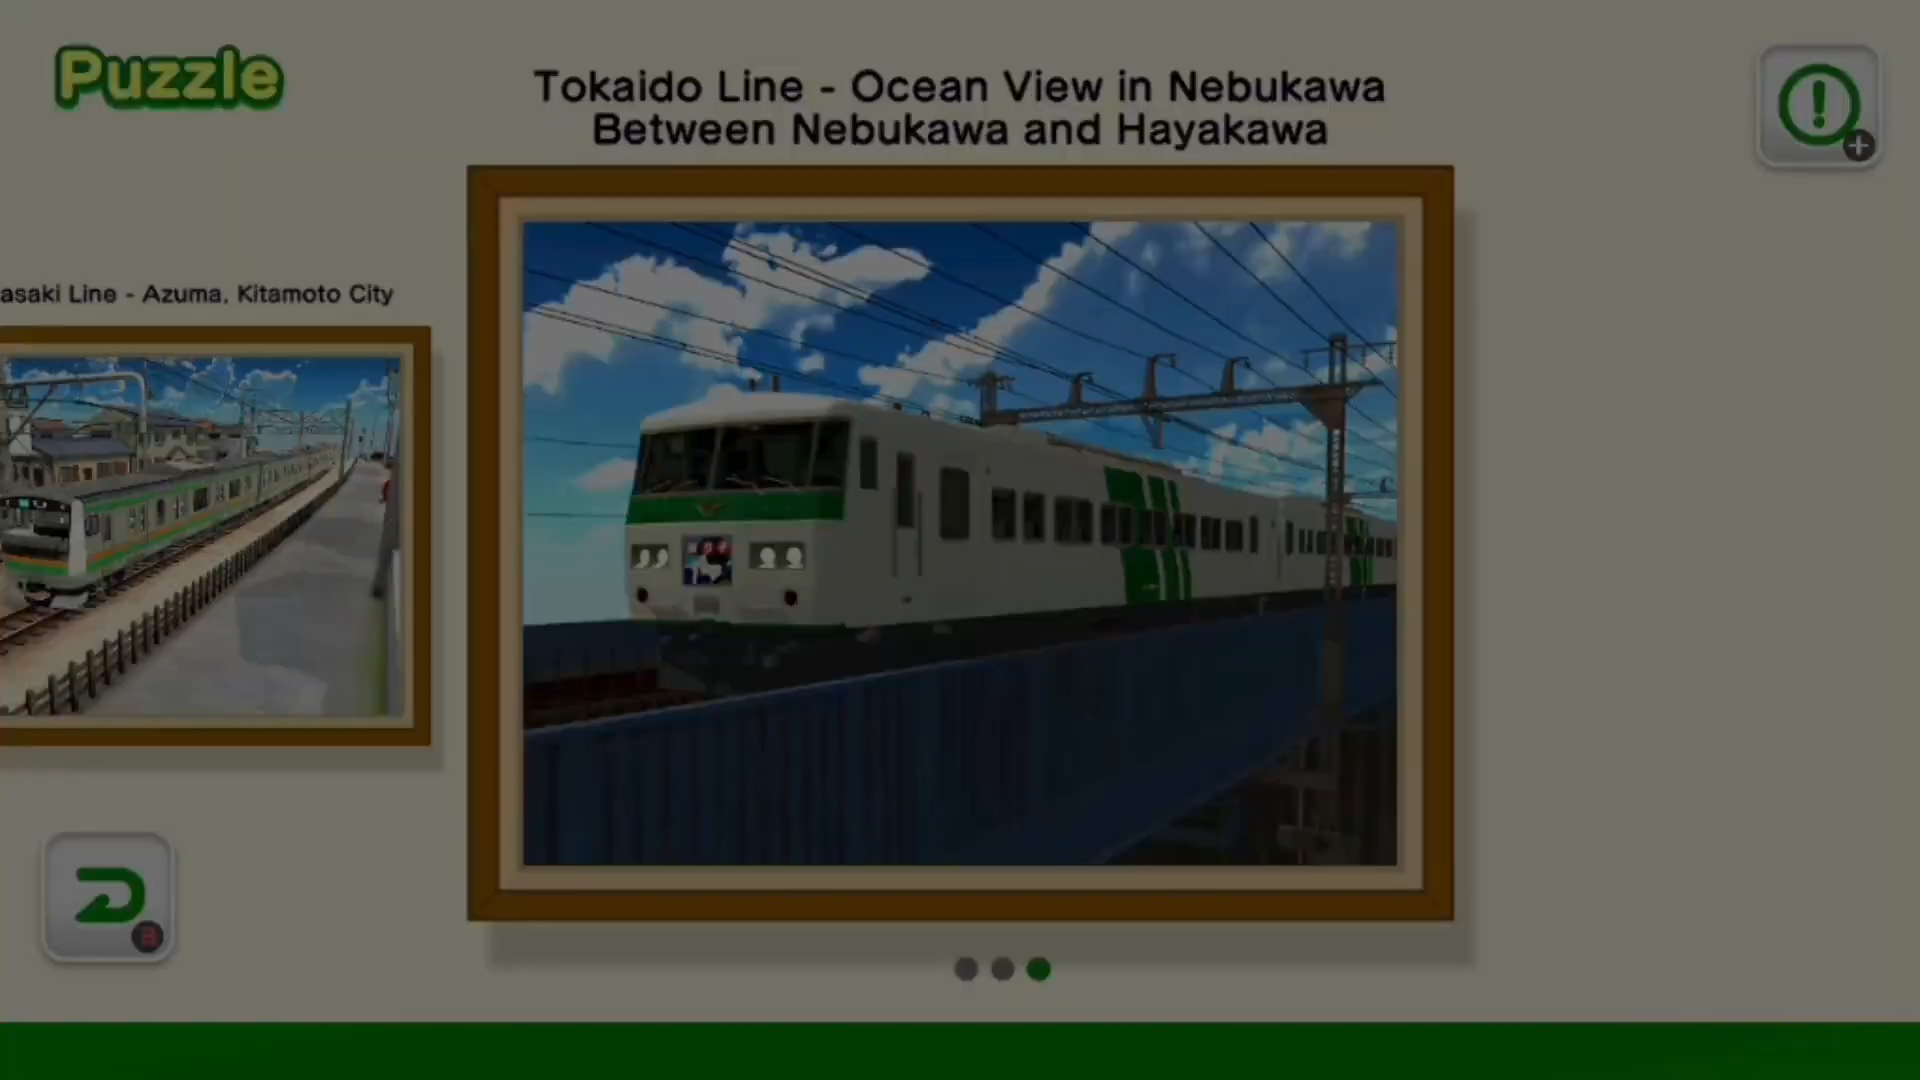 Puzzle
Tokaido Line - Ocean View in Nebukawa
Between Nebukawa and Hayakawa
asaki Line - Azuma, Kitamoto City
B